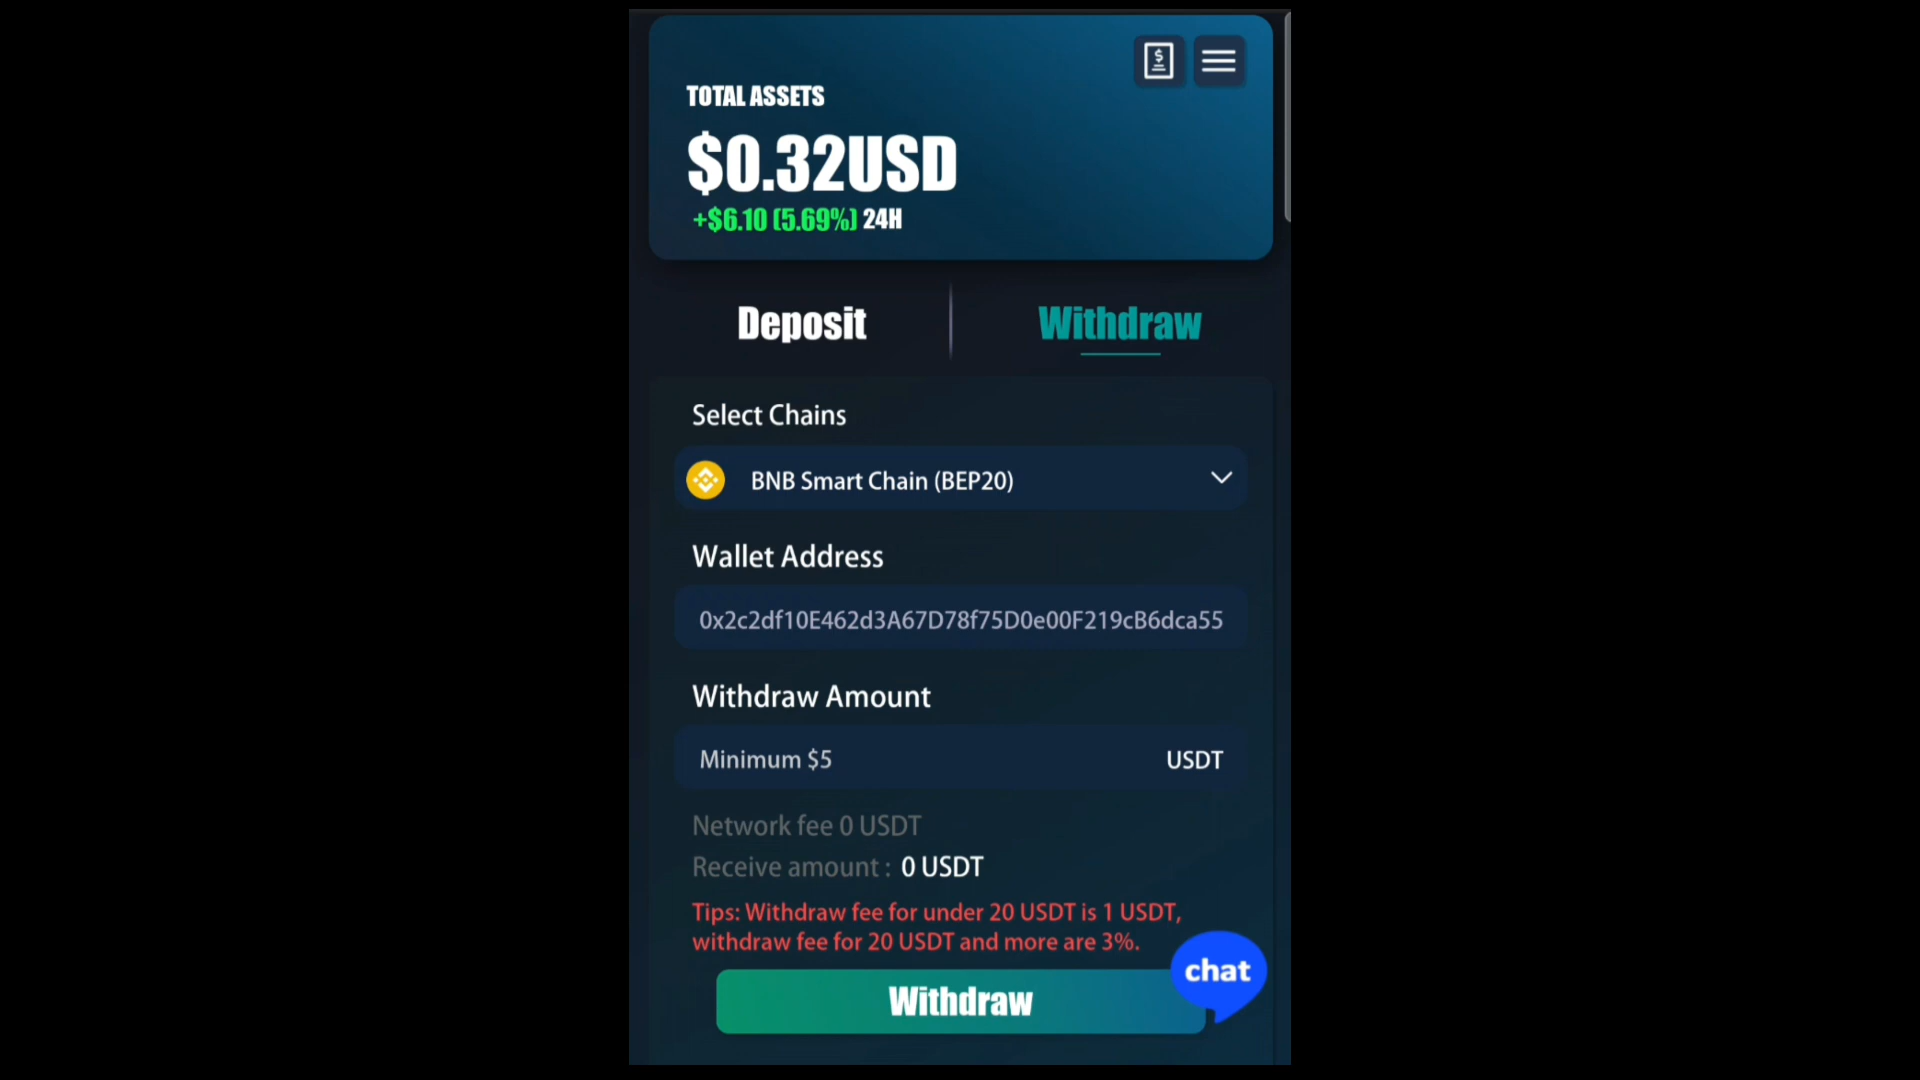 TOTAL ASSETS
$0.32USD
+$6.10 (5.69%) 24H
Deposit
Withdraw
Select Chains
BNB Smart Chain (BEP20)
Wallet Address
0x2c2df10E462d3A67D78f75D0e00F219cB6dca55
Withdraw Amount
Minimum $5
USDT
Network fee 0 USDT
Receive amount : 0 USDT
Tips: Withdraw fee for under 20 USDT is 1 USDT,
withdraw fee for 20 USDT and more are 3%.
chat
Withdraw